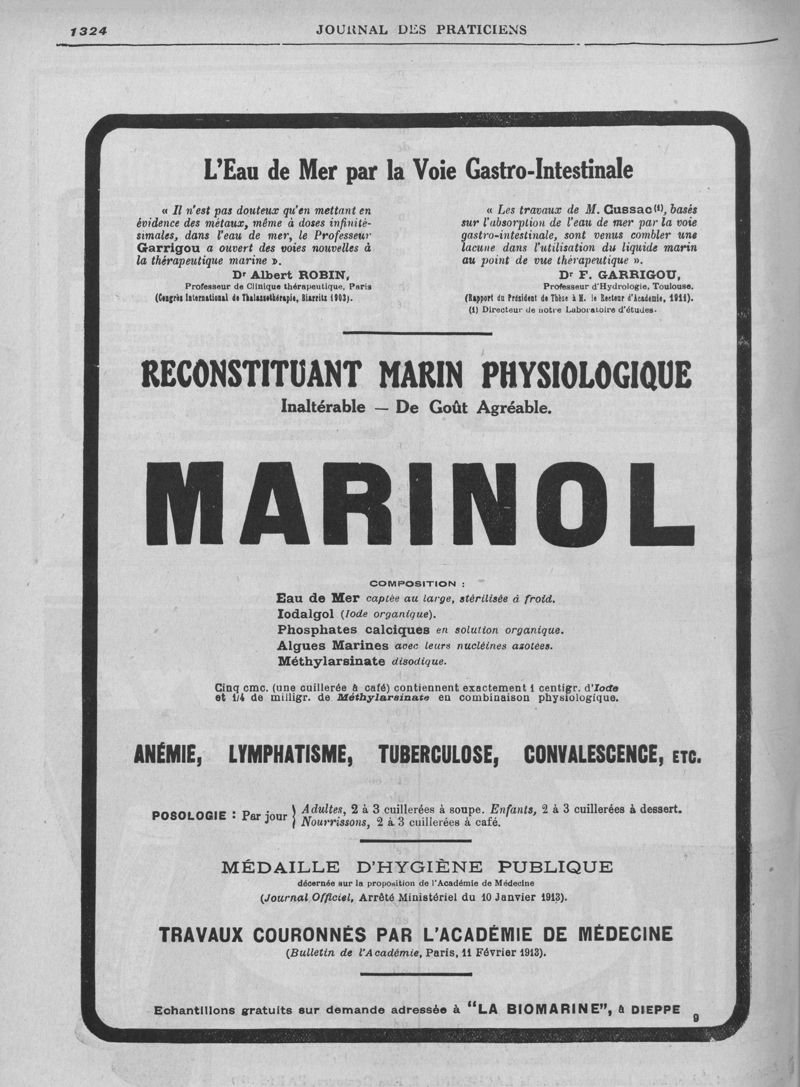 1324
JOURNAL DES PRATICIENS
L'Eau de Mer par la Voie Gastro-Intestinale
« Il n'est pas douteux qu'en mettant en
évidence des métaux, même à doses infinité-
simales, dans l'eau de mer, le Professeur
Garrigou a ouvert des voies nouvelles à
la thérapeutique marine ».
Dr Albert ROBIN,
Professeur de Clinique thérapeutique, Paris
(Congrès International de Thalassothérapie, Biarritz 1903).
« Les travaux de M. Cussac(1), basés
sur l'absorption de l'eau de mer par la voie
gastro-intestinale, sont venus combler une
lacune dans l'utilisation du liquide marin
au point de vue thérapeutique ».
Dr F. GARRIGOU,
Professeur d'Hydrologie, Toulouse.
(Rapport du Président de Thèse à M. le Recteur d'Académie, 1911).
(1) Directeur de notre Laboratoire d'études.
RECONSTITUANT MARIN PHYSIOLOGIQUE
Inaltérable — De Goût Agréable.
MARINOL
COMPOSITION :
Eau de Mer captée au large, stérilisée à froid.
Iodalgol (Iode organique).
Phosphates calciques en solution organique.
Algues Marines avec leurs nucléines azotées.
Méthylarsinate disodique.
Cinq cmc. (une cuillerée à café) contiennent exactement 1 centigr. d'Iode
et 1/4 de milligr. de Méthylarsinate en combinaison physiologique.
ANÉMIE, LYMPHATISME, TUBERCULOSE, CONVALESCENCE, ETC.
POSOLOGIE : Par jour } Adultes, 2 à 3 cuillerées à soupe. Enfants, 2 à 3 cuillerées à dessert.
Nourrissons, 2 à 3 cuillerées à café.
MÉDAILLE D'HYGIÈNE PUBLIQUE
décernée sur la proposition de l'Académie de Médecine
(Journal Officiel, Arrêté Ministériel du 10 Janvier 1913).
TRAVAUX COURONNÉS PAR L'ACADÉMIE DE MÉDECINE
(Bulletin de l'Académie, Paris, 11 Février 1913).
Echantillons gratuits sur demande adressée à "LA BIOMARINE", à DIEPPE
9